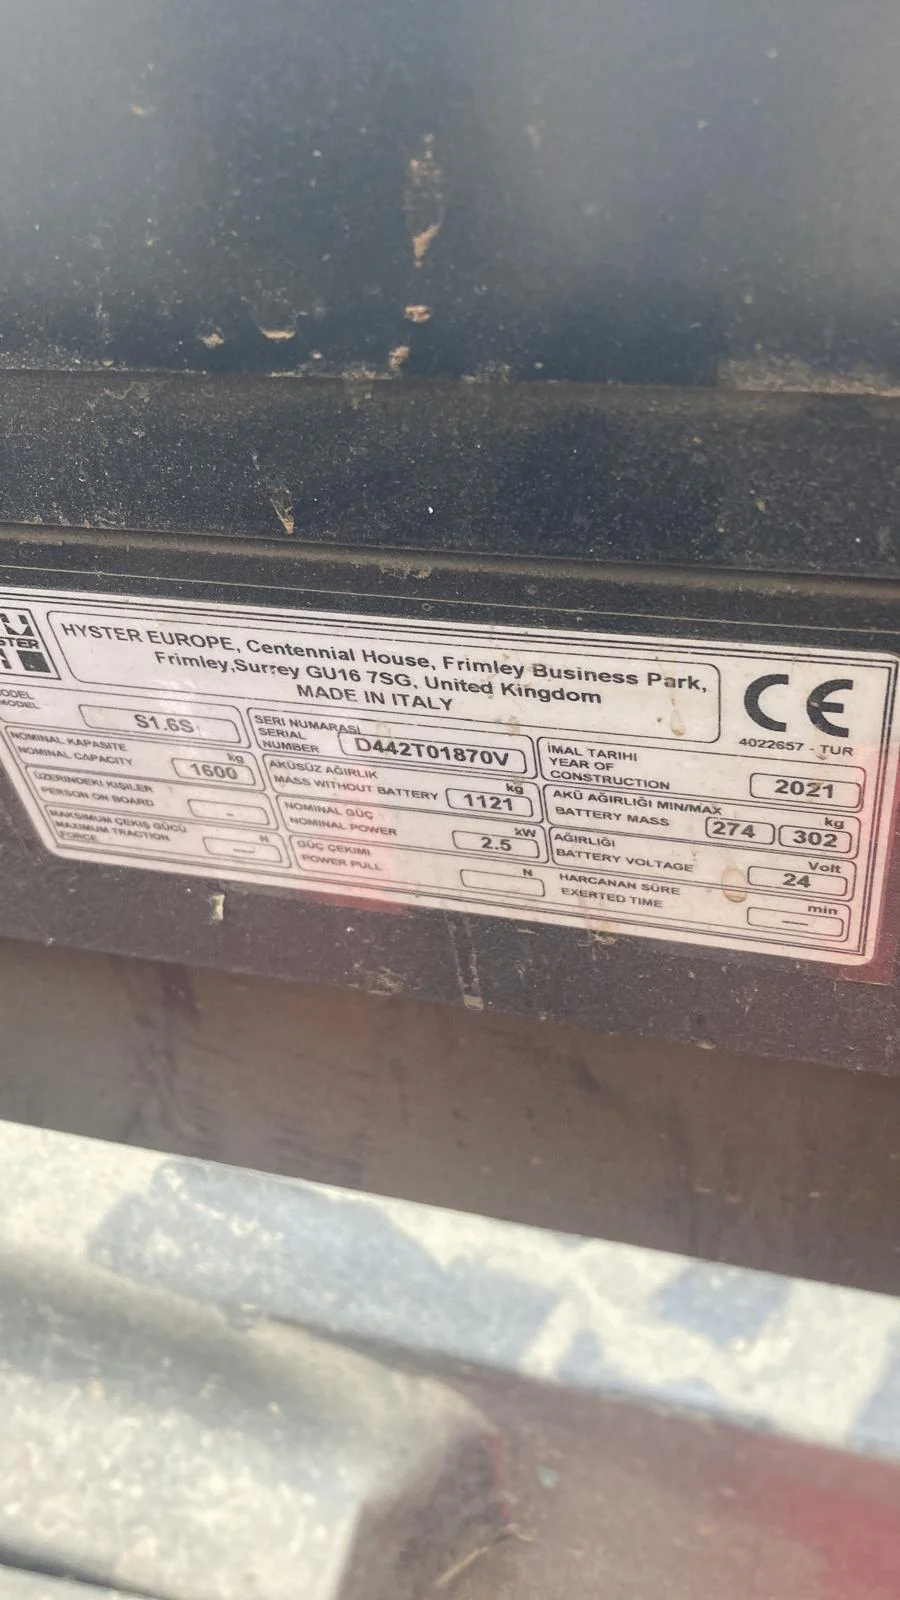 HYSTER EUROPE, Centennial House, Frimley Business Park,
Frimley,Surrey GU16 7SG, United Kingdom
MADE IN ITALY
CE
4022657 - TUR
MODEL
S1.6S
SERI NUMARASI
SERIAL
NUMBER
D442T01870V
IMAL TARIHI
YEAR OF
CONSTRUCTION
2021
NOMINAL KAPASITE
NOMINAL CAPACITY
kg
1600
AKÜSÜZ AĞIRLIK
MASS WITHOUT BATTERY
kg
1121
AKÜ AĞIRLIĞI MIN/MAX
BATTERY MASS
kg
274
302
ÜZERINDEKI KIŞILER
PERSON ON BOARD
-
NOMINAL GÜÇ
NOMINAL POWER
kW
2.5
AĞIRLIĞI
BATTERY VOLTAGE
Volt
24
MAKSIMUM ÇEKIŞ GÜCÜ
MAXIMUM TRACTION
FORCE
N
-
GÜÇ ÇEKIMI
POWER PULL
N
HARCANAN SÜRE
EXERTED TIME
min
—